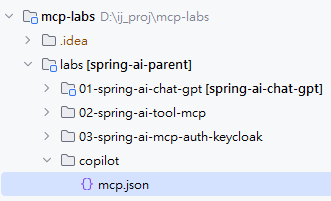 mcp-labs D:\ij_proj\mcp-labs
.idea
labs [spring-ai-parent]
01-spring-ai-chat-gpt [spring-ai-chat-gpt]
02-spring-ai-tool-mcp
03-spring-ai-mcp-auth-keycloak
copilot
mcp.json